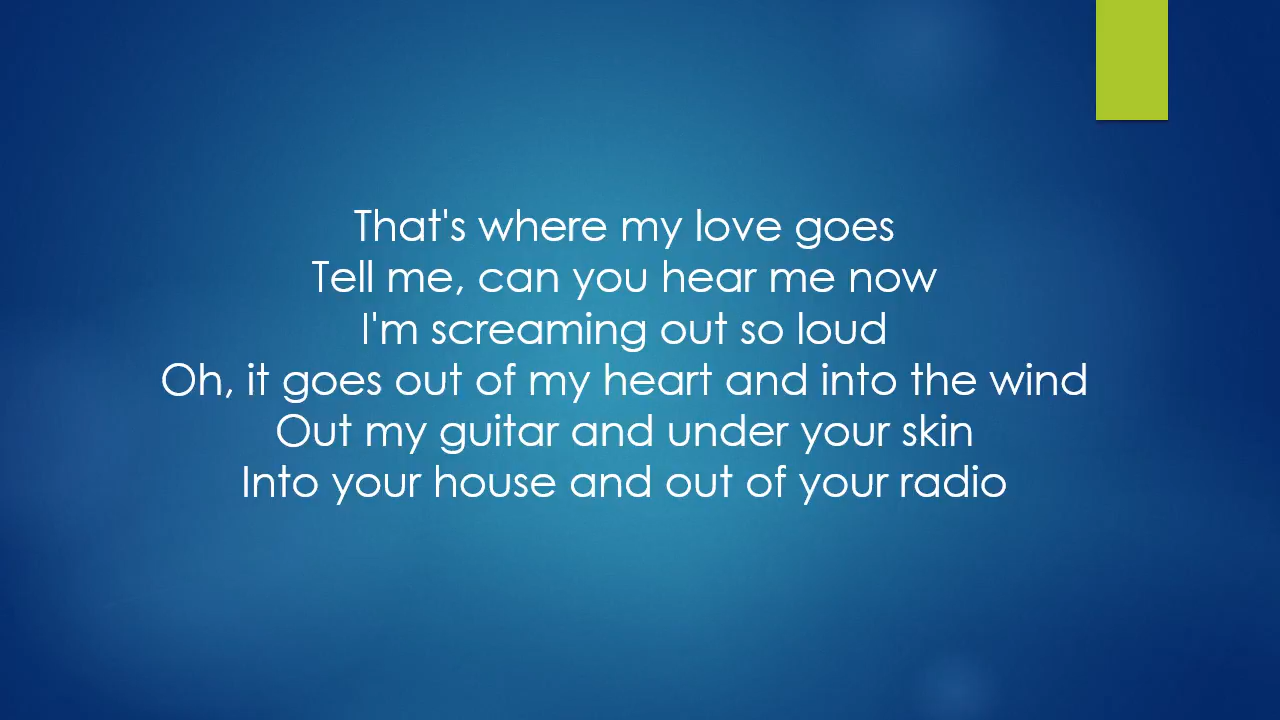 That's where my love goes
Tell me, can you hear me now
I'm screaming out so loud
Oh, it goes out of my heart and into the wind
Out my guitar and under your skin
Into your house and out of your radio